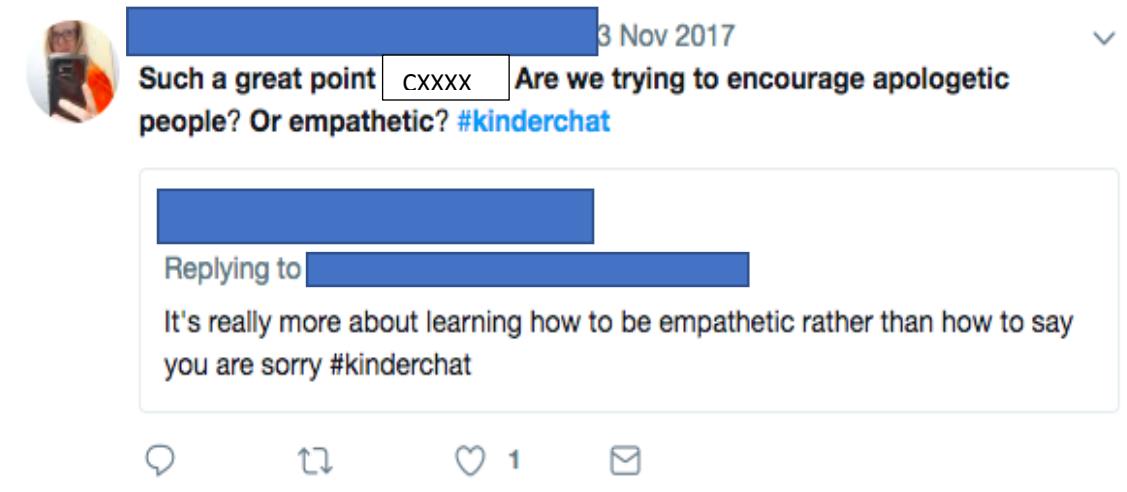 3 Nov 2017
Such a great point CXXXX Are we trying to encourage apologetic
people? Or empathetic? #kinderchat
Replying to
It's really more about learning how to be empathetic rather than how to say
you are sorry #kinderchat
1